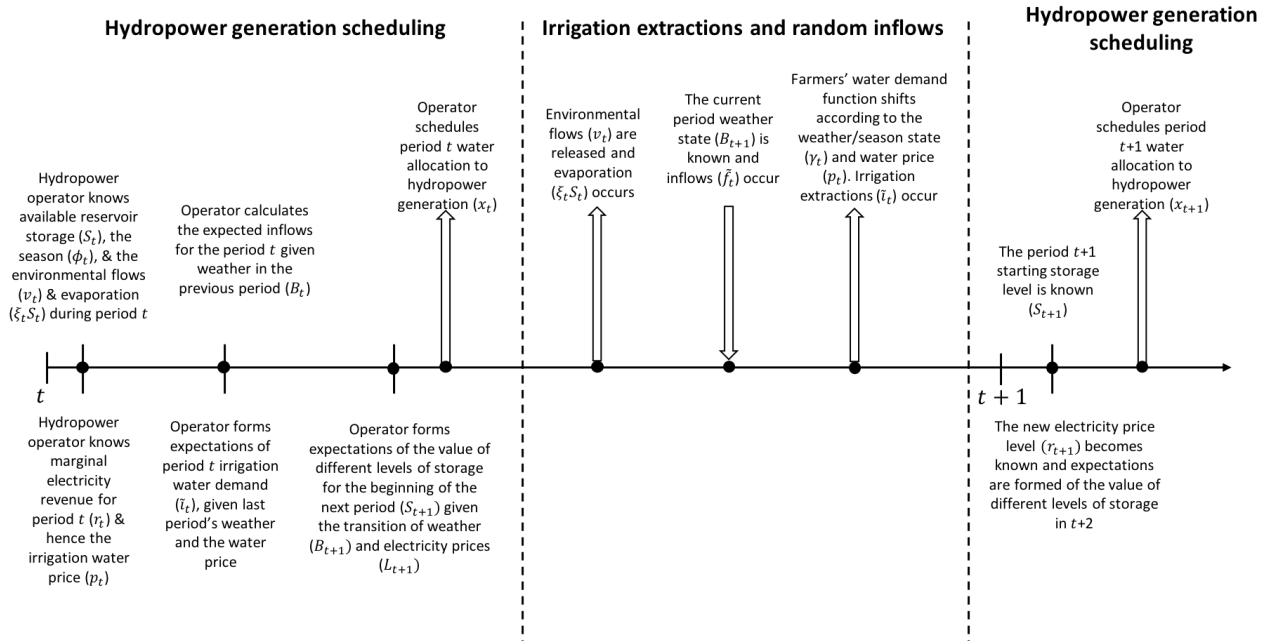 Hydropower generation scheduling
Irrigation extractions and random inflows
Hydropower generation
scheduling
Hydropower
operator knows
available reservoir
storage (S_t), the
season (ϕ_t), & the
environmental flows
(v_t) & evaporation
(ξ_tS_t) during period t
Operator calculates
the expected inflows
for the period t given
weather in the
previous period (B_t)
Operator
schedules
period t water
allocation to
hydropower
generation (x_t)
Environmental
flows (v_t) are
released and
evaporation
(ξ_tS_t) occurs
The current
period weather
state (B_{t+1}) is
known and
inflows (f̃_t) occur
Farmers’ water demand
function shifts
according to the
weather/season state
(γ_t) and water price
(p_t). Irrigation
extractions (ĩ_t) occur
The period t+1
starting storage
level is known
(S_{t+1})
Operator
schedules period
t+1 water
allocation to
hydropower
generation (x_{t+1})
t
t + 1
Hydropower
operator knows
marginal
electricity
revenue for
period t (r_t) &
hence the
irrigation water
price (p_t)
Operator forms
expectations of
period t irrigation
water demand
(ĩ_t), given last
period’s weather
and the water
price
Operator forms
expectations of the value of
different levels of storage
for the beginning of the
next period (S_{t+1}) given
the transition of weather
(B_{t+1}) and electricity prices
(L_{t+1})
The new electricity price
level (r_{t+1}) becomes
known and expectations
are formed of the value of
different levels of storage
in t+2